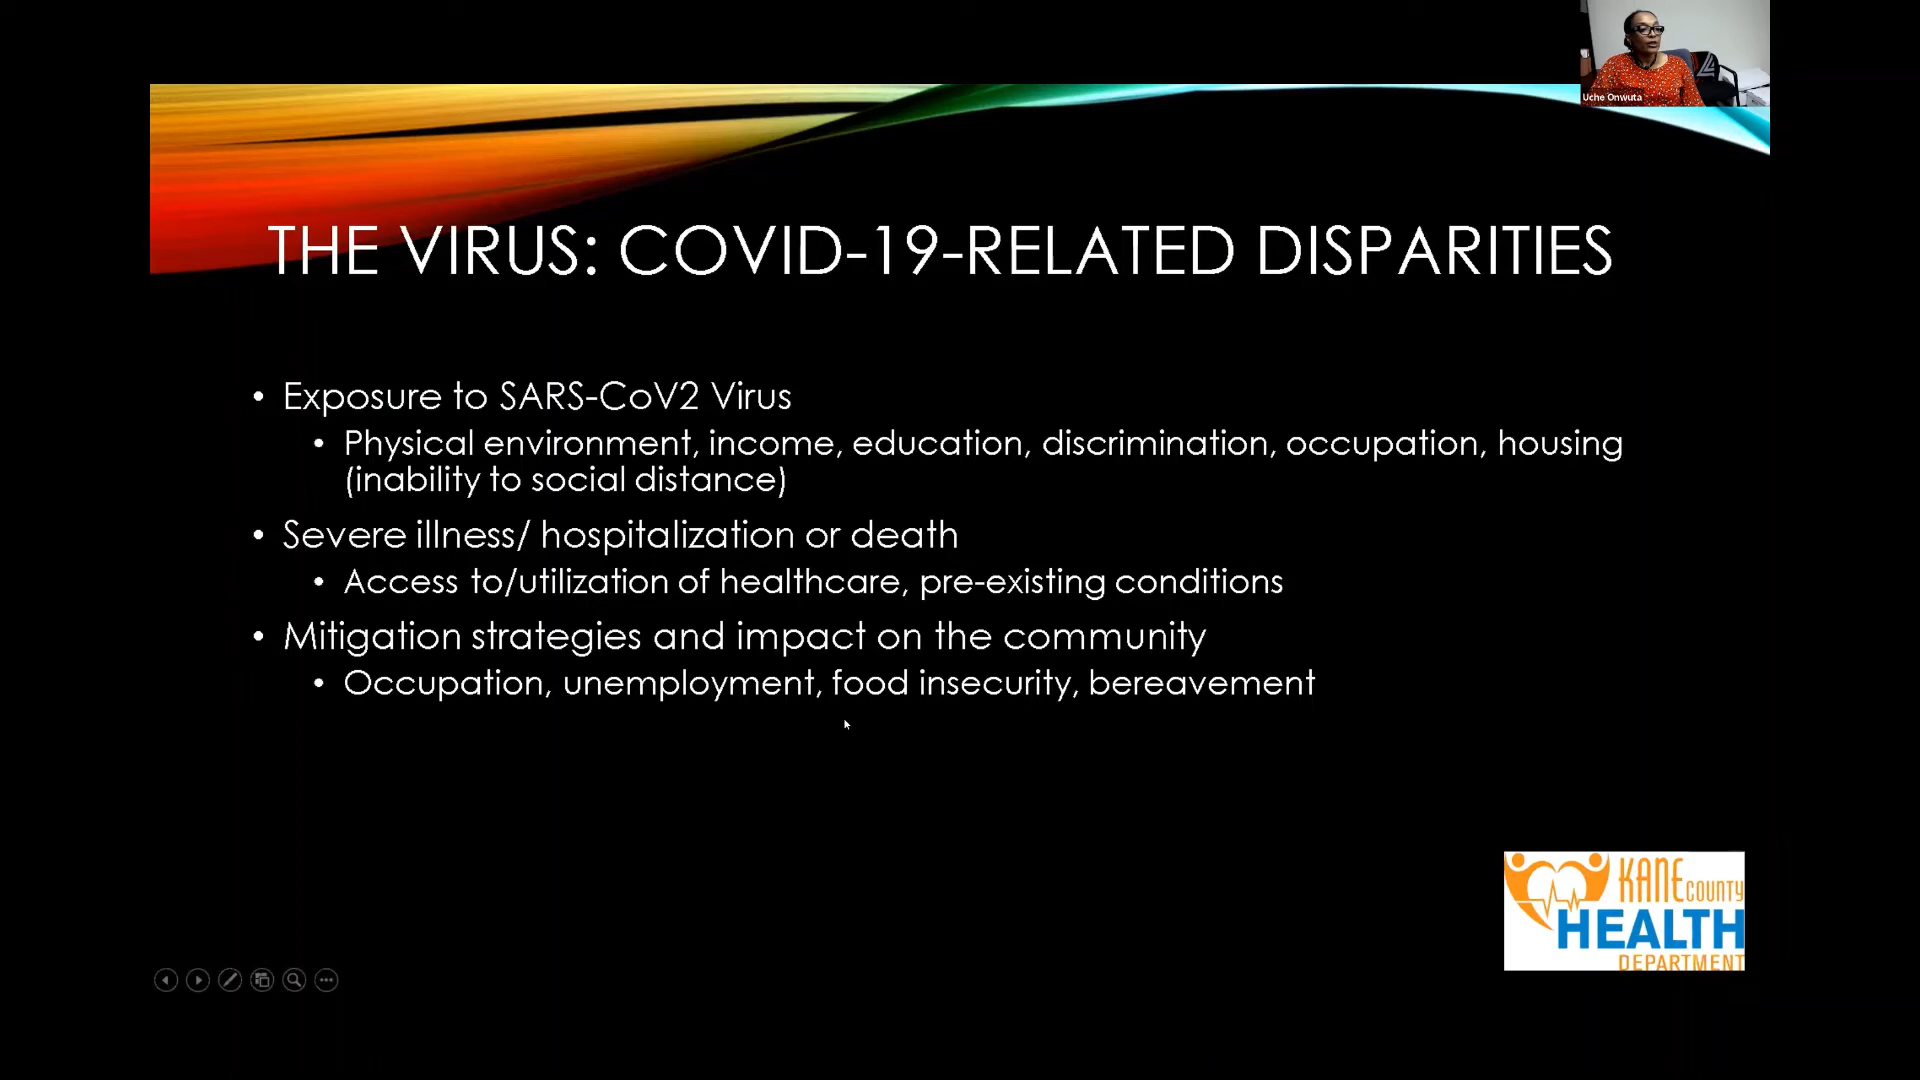 Uche Onwuta
THE VIRUS: COVID-19-RELATED DISPARITIES
• Exposure to SARS-CoV2 Virus
• Physical environment, income, education, discrimination, occupation, housing
(inability to social distance)
• Severe illness/ hospitalization or death
• Access to/utilization of healthcare, pre-existing conditions
• Mitigation strategies and impact on the community
• Occupation, unemployment, food insecurity, bereavement
KANE COUNTY
HEALTH
DEPARTMENT